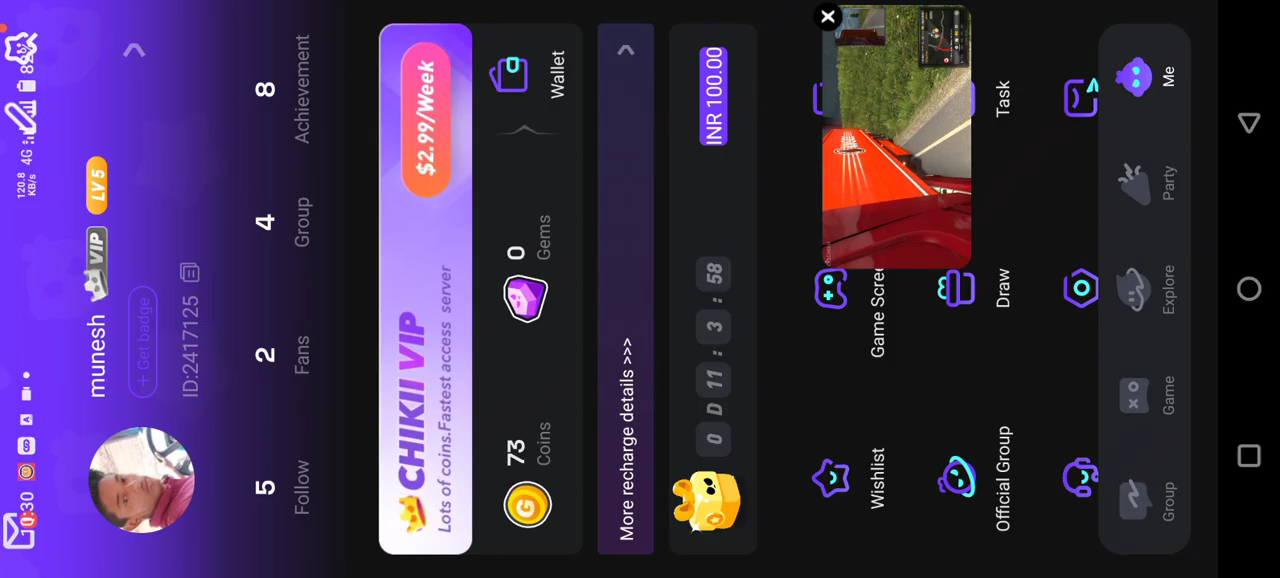 10:30
120.8
KB/s
4G
82%
munesh
VIP
LV5
+ Get badge
ID:2417125
5
Follow
2
Fans
4
Group
8
Achievement
CHIKII VIP
Lots of coins.Fastest access server
$2.99/Week
73
Coins
0
Gems
Wallet
More recharge details >>>
0 D 11 : 3 : 58
INR 100.00
Wishlist
Game Scree
Official Group
Draw
Task
Group
Game
Explore
Party
Me